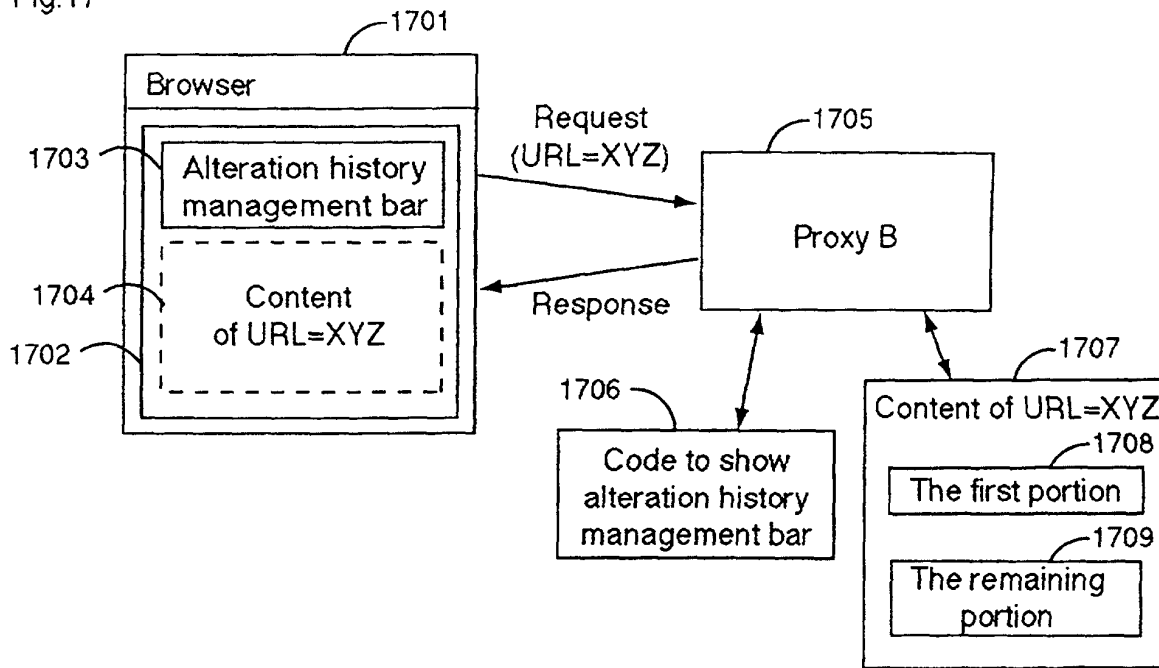 Fig.17
1701
Browser
1703
Alteration history
management bar
1704
Content
of URL=XYZ
1702
Request
(URL=XYZ)
Response
1705
Proxy B
1706
Code to show
alteration history
management bar
1707
Content of URL=XYZ
1708
The first portion
1709
The remaining
portion